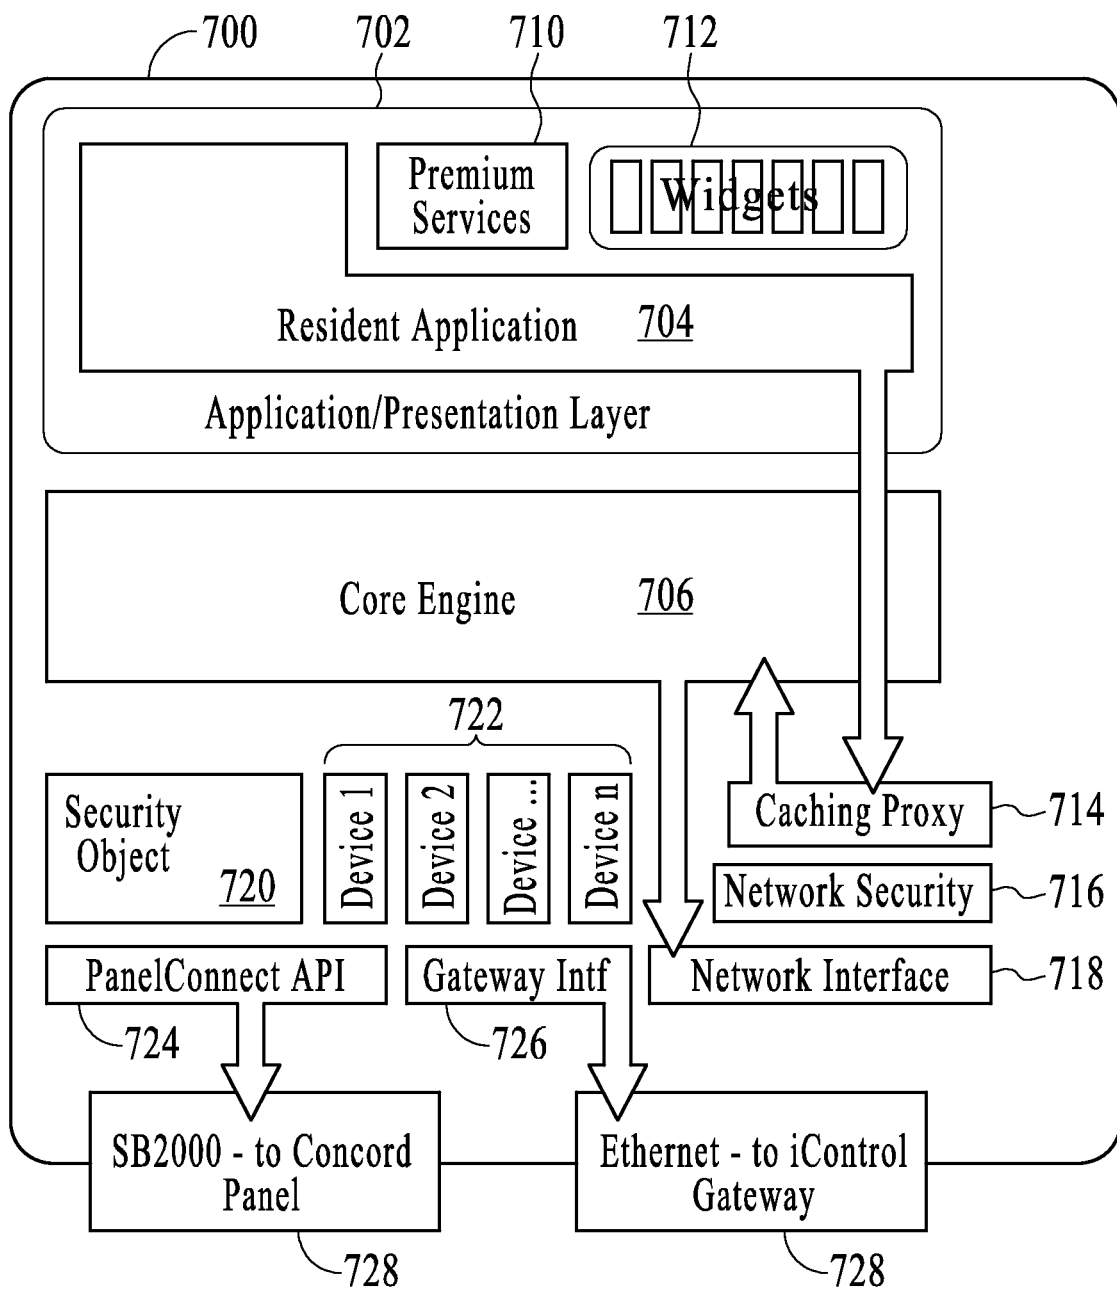 700
702
710
712
Premium
Services
Widgets
Resident Application
704
Application/Presentation Layer
Core Engine
706
722
Security
Object
720
Device 1
Device 2
Device ...
Device n
Caching Proxy
714
Network Security
716
PanelConnect API
Gateway Intf
Network Interface
718
724
726
SB2000 - to Concord
Panel
Ethernet - to iControl
Gateway
728
728